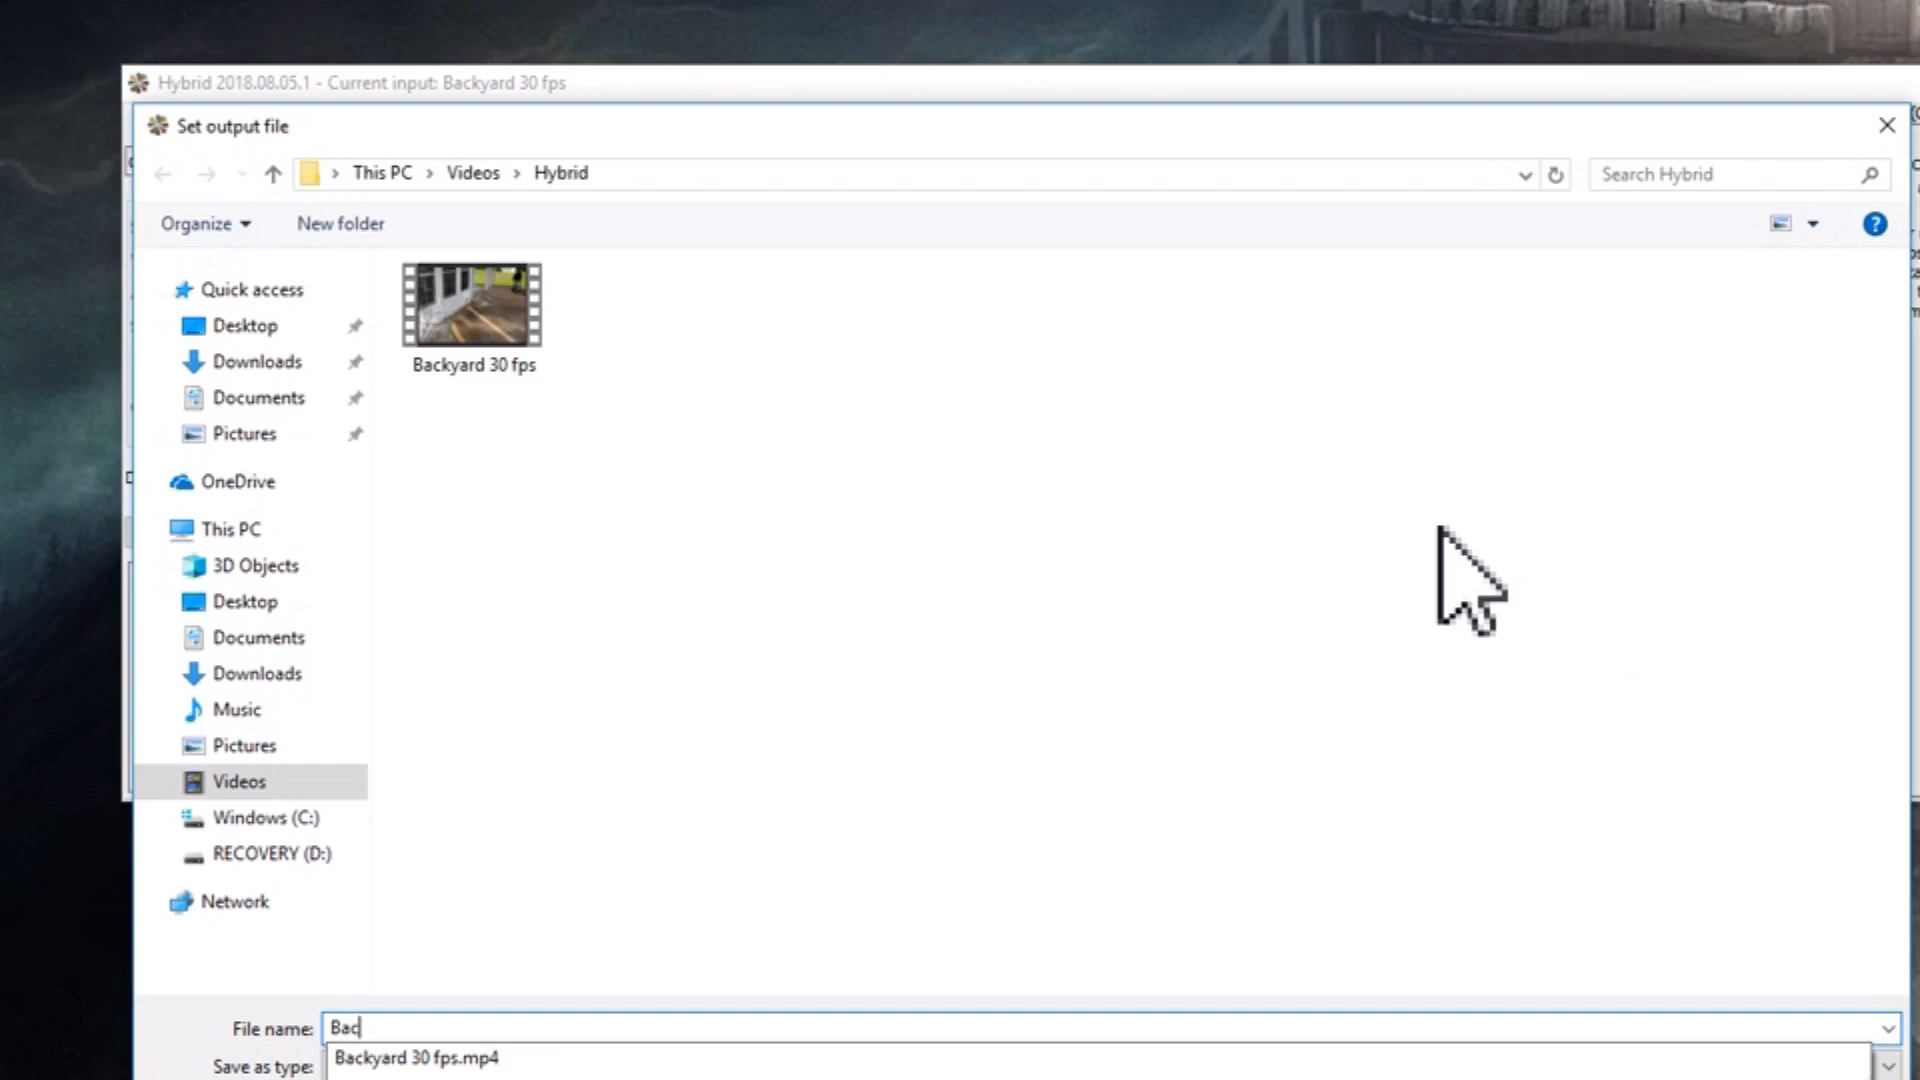 Hybrid 2018.08.05.1 - Current input: Backyard 30 fps
Set output file
This PC > Videos > Hybrid
Search Hybrid
Organize
New folder
?
Quick access
Desktop
Downloads
Documents
Pictures
OneDrive
This PC
3D Objects
Desktop
Documents
Downloads
Music
Pictures
Videos
Windows (C:)
RECOVERY (D:)
Network
Backyard 30 fps
File name: Bac
Save as type:
Backyard 30 fps.mp4